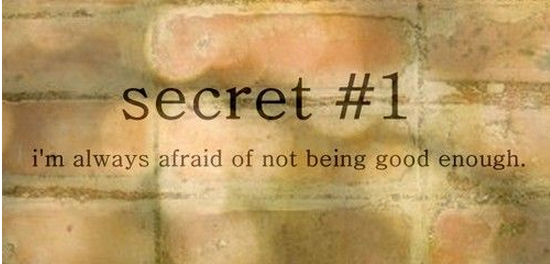 secret #1
i'm always afraid of not being good enough.